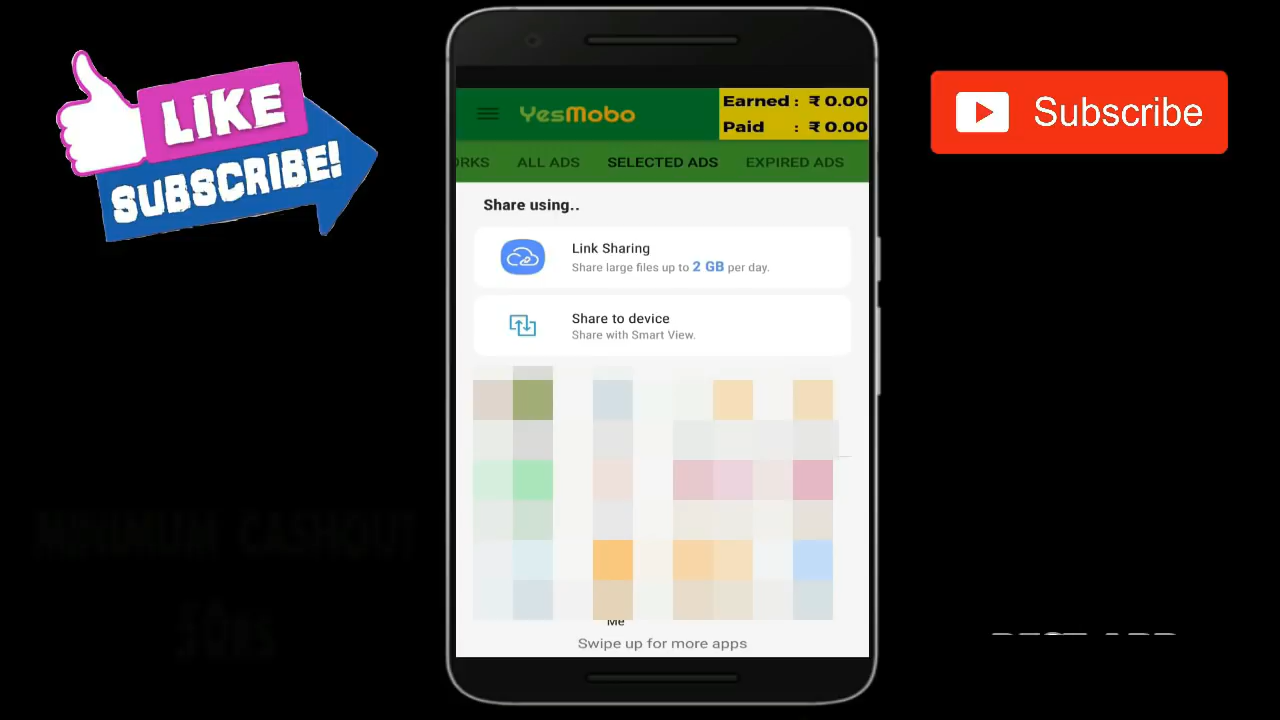 LIKE
SUBSCRIBE!
YesMobo
Earned : ₹ 0.00
Paid : ₹ 0.00
ORKS ALL ADS SELECTED ADS EXPIRED ADS
Share using..
Link Sharing
Share large files up to 2 GB per day.
Share to device
Share with Smart View.
Me
Swipe up for more apps
Subscribe
MINIMUM CASHOUT